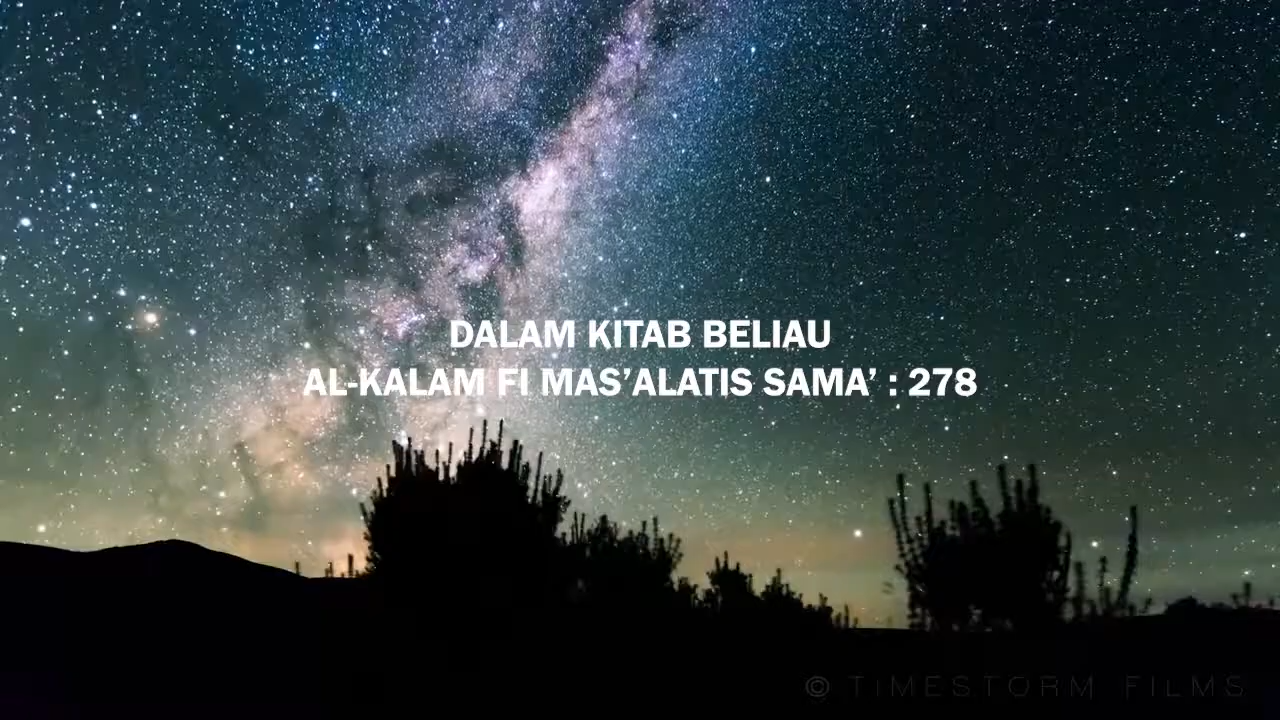 DALAM KITAB BELIAU
AL-KALAM FI MAS’ALATIS SAMA’ : 278
© TIMESTORM FILMS